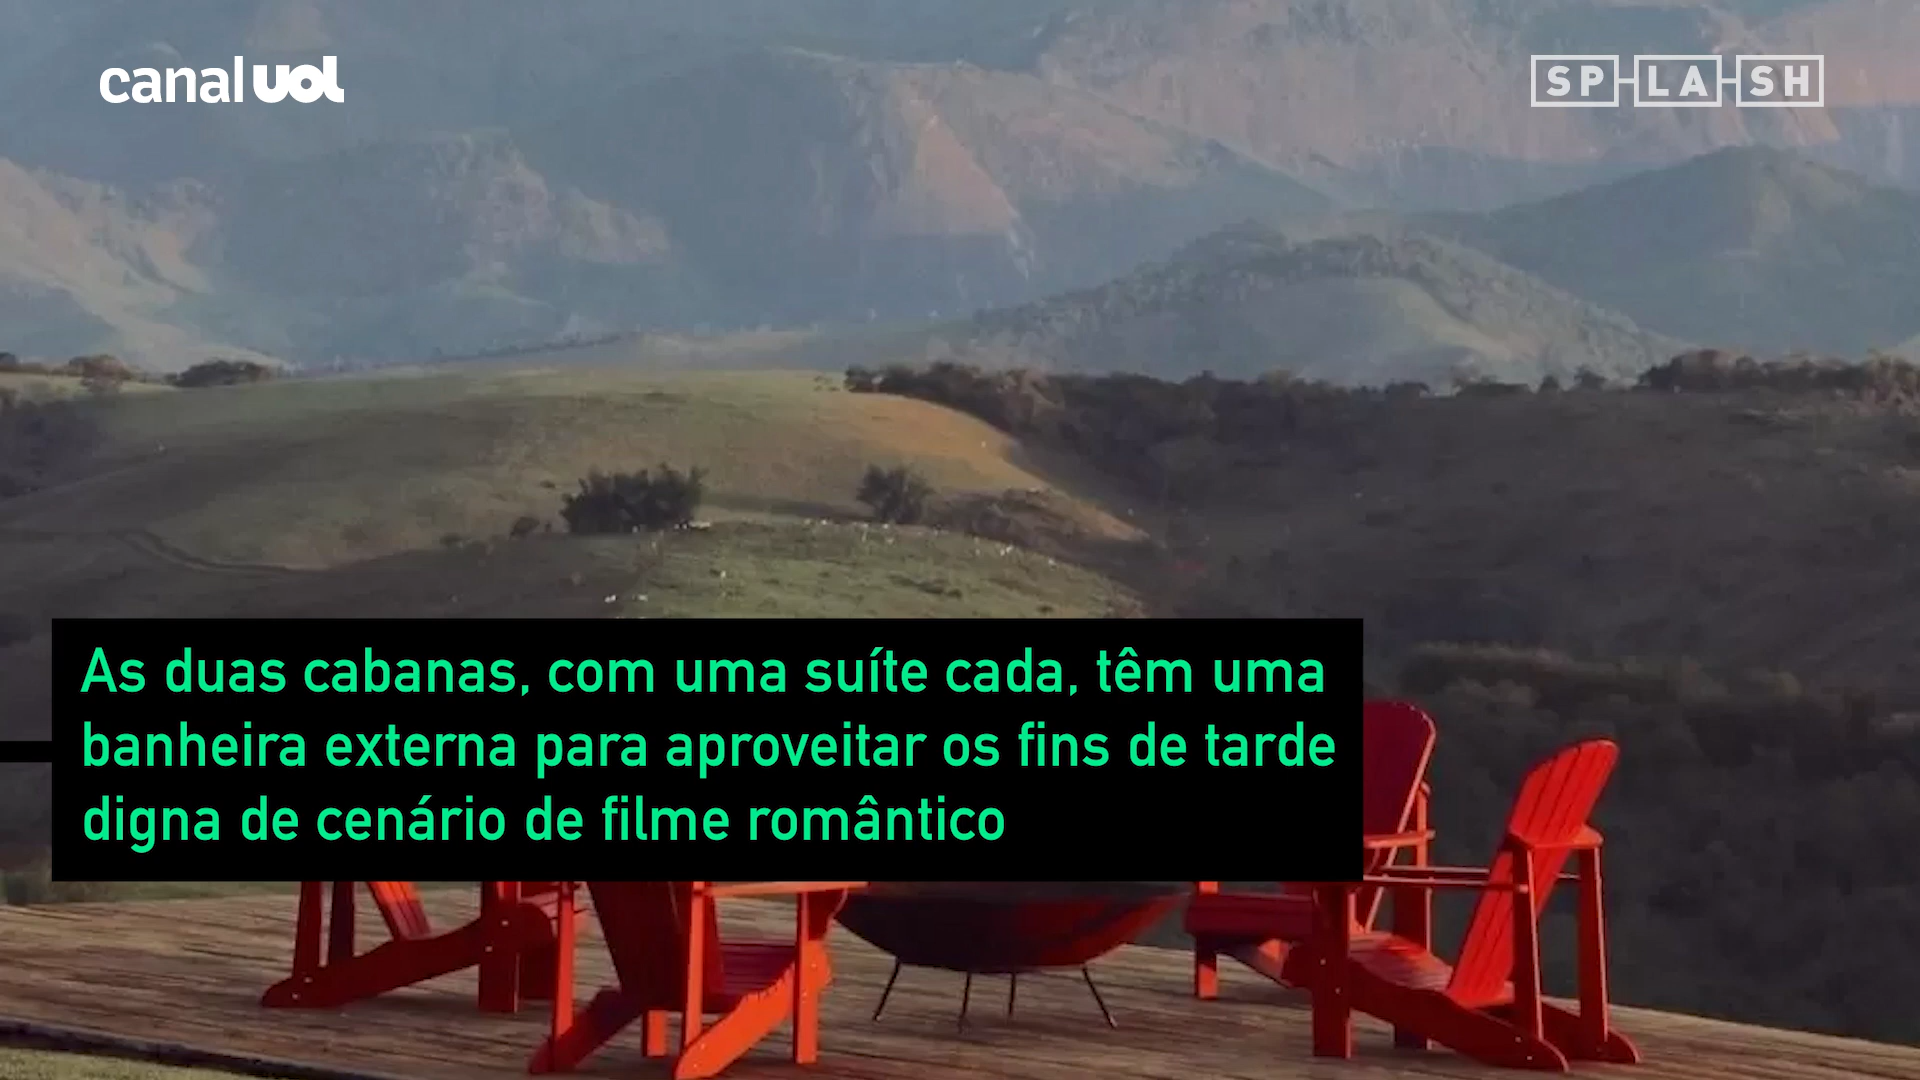 canal uol
SPLASH
As duas cabanas, com uma suíte cada, têm uma
banheira externa para aproveitar os fins de tarde
digna de cenário de filme romântico